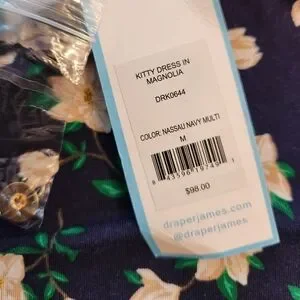 KITTY DRESS IN
MAGNOLIA
DRK0644
COLOR: NASSAU NAVY MULTI
M
$98.00
draperjames.com
@draperjames